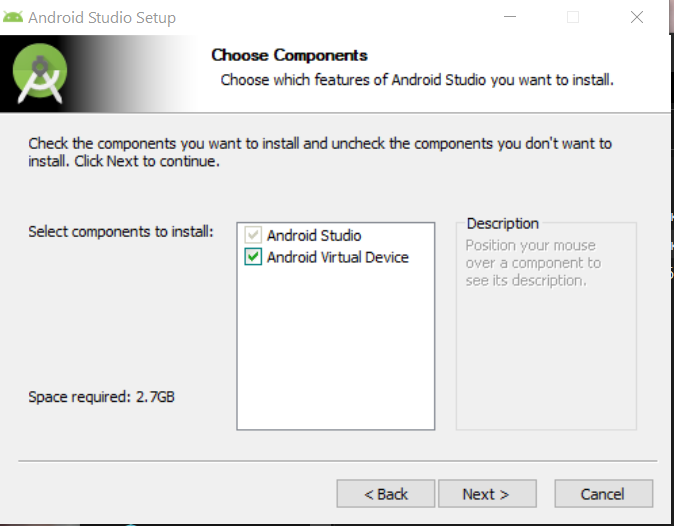 Android Studio Setup
Choose Components
Choose which features of Android Studio you want to install.
Check the components you want to install and uncheck the components you don't want to
install. Click Next to continue.
Select components to install:
Android Studio
Android Virtual Device
Description
Position your mouse
over a component to
see its description.
Space required: 2.7GB
< Back
Next >
Cancel